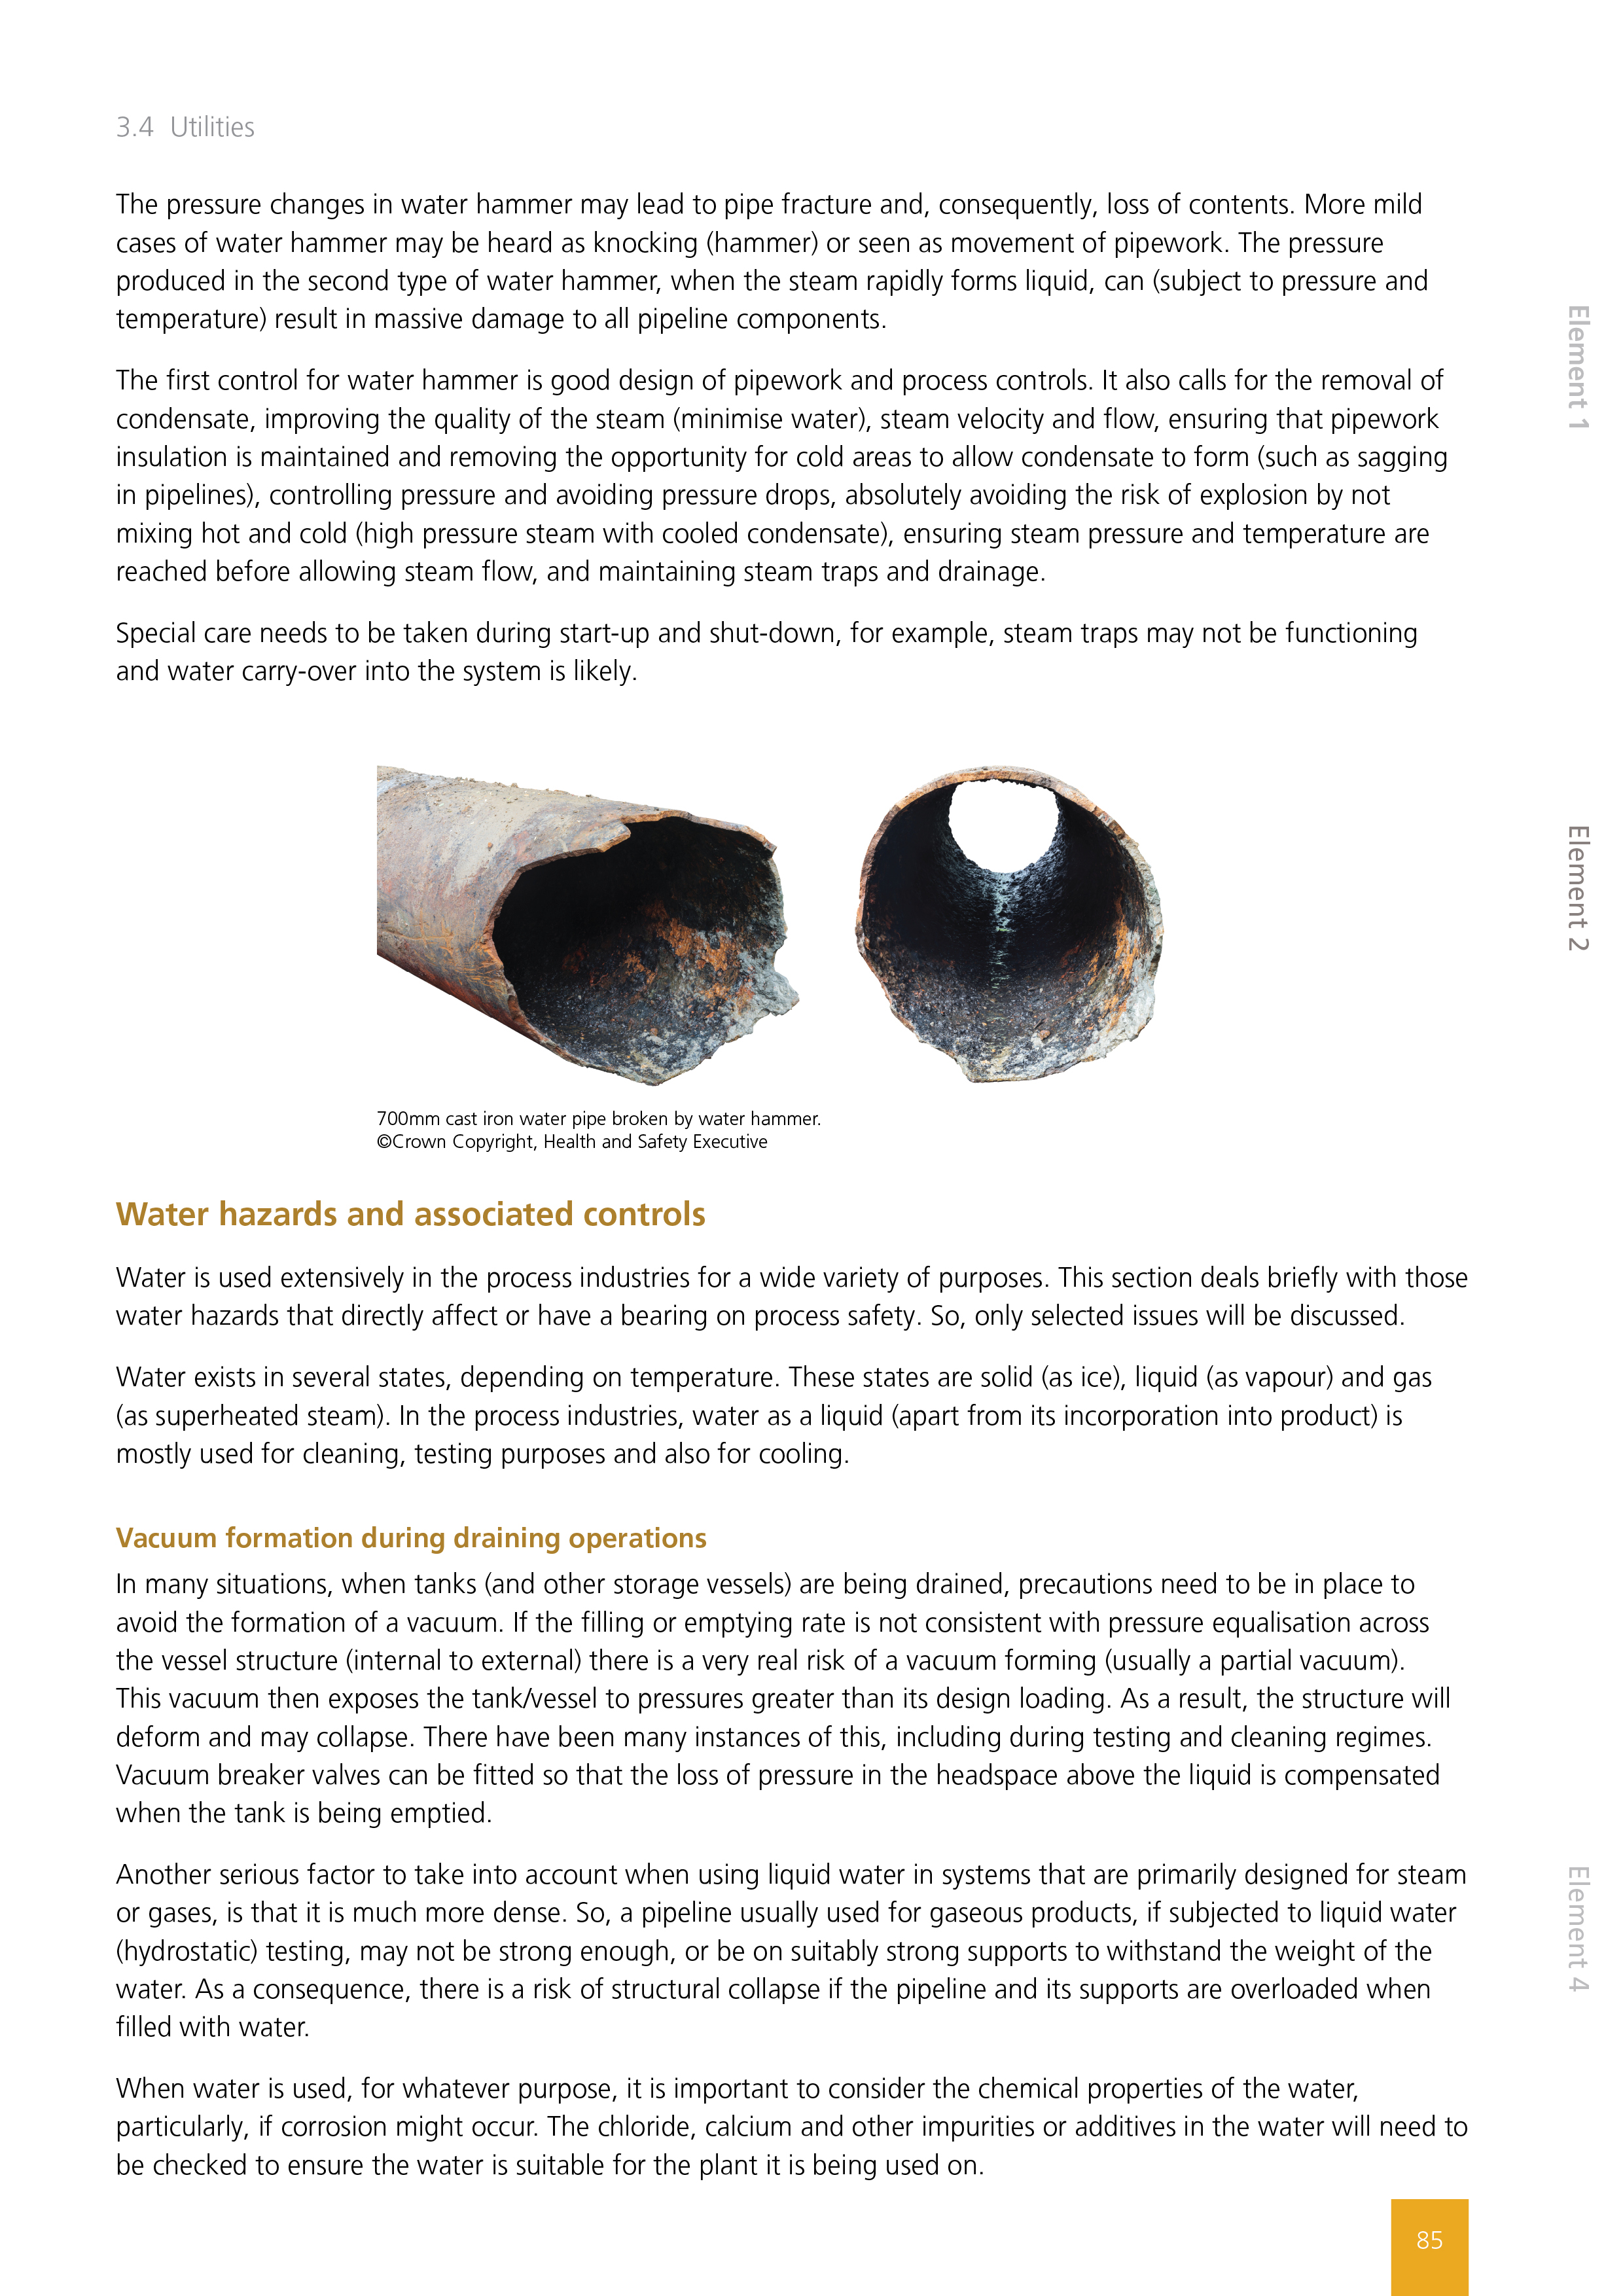 3.4 Utilities
The pressure changes in water hammer may lead to pipe fracture and, consequently, loss of contents. More mild
cases of water hammer may be heard as knocking (hammer) or seen as movement of pipework. The pressure
produced in the second type of water hammer, when the steam rapidly forms liquid, can (subject to pressure and
temperature) result in massive damage to all pipeline components.
The first control for water hammer is good design of pipework and process controls. It also calls for the removal of
condensate, improving the quality of the steam (minimise water), steam velocity and flow, ensuring that pipework
insulation is maintained and removing the opportunity for cold areas to allow condensate to form (such as sagging
in pipelines), controlling pressure and avoiding pressure drops, absolutely avoiding the risk of explosion by not
mixing hot and cold (high pressure steam with cooled condensate), ensuring steam pressure and temperature are
reached before allowing steam flow, and maintaining steam traps and drainage.
Special care needs to be taken during start-up and shut-down, for example, steam traps may not be functioning
and water carry-over into the system is likely.
700mm cast iron water pipe broken by water hammer.
©Crown Copyright, Health and Safety Executive
Water hazards and associated controls
Water is used extensively in the process industries for a wide variety of purposes. This section deals briefly with those
water hazards that directly affect or have a bearing on process safety. So, only selected issues will be discussed.
Water exists in several states, depending on temperature. These states are solid (as ice), liquid (as vapour) and gas
(as superheated steam). In the process industries, water as a liquid (apart from its incorporation into product) is
mostly used for cleaning, testing purposes and also for cooling.
Vacuum formation during draining operations
In many situations, when tanks (and other storage vessels) are being drained, precautions need to be in place to
avoid the formation of a vacuum. If the filling or emptying rate is not consistent with pressure equalisation across
the vessel structure (internal to external) there is a very real risk of a vacuum forming (usually a partial vacuum).
This vacuum then exposes the tank/vessel to pressures greater than its design loading. As a result, the structure will
deform and may collapse. There have been many instances of this, including during testing and cleaning regimes.
Vacuum breaker valves can be fitted so that the loss of pressure in the headspace above the liquid is compensated
when the tank is being emptied.
Another serious factor to take into account when using liquid water in systems that are primarily designed for steam
or gases, is that it is much more dense. So, a pipeline usually used for gaseous products, if subjected to liquid water
(hydrostatic) testing, may not be strong enough, or be on suitably strong supports to withstand the weight of the
water. As a consequence, there is a risk of structural collapse if the pipeline and its supports are overloaded when
filled with water.
When water is used, for whatever purpose, it is important to consider the chemical properties of the water,
particularly, if corrosion might occur. The chloride, calcium and other impurities or additives in the water will need to
be checked to ensure the water is suitable for the plant it is being used on.
85
Element 1
Element 2
Element 4